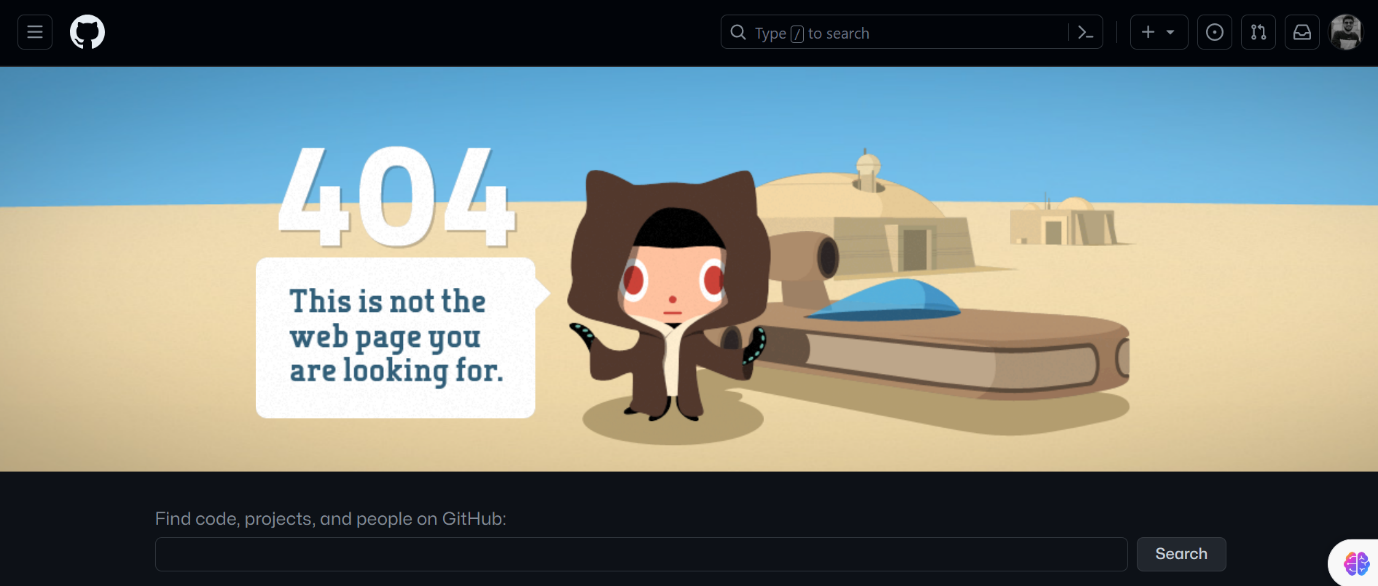 Type / to search
404
This is not the
web page you
are looking for.
Find code, projects, and people on GitHub:
Search